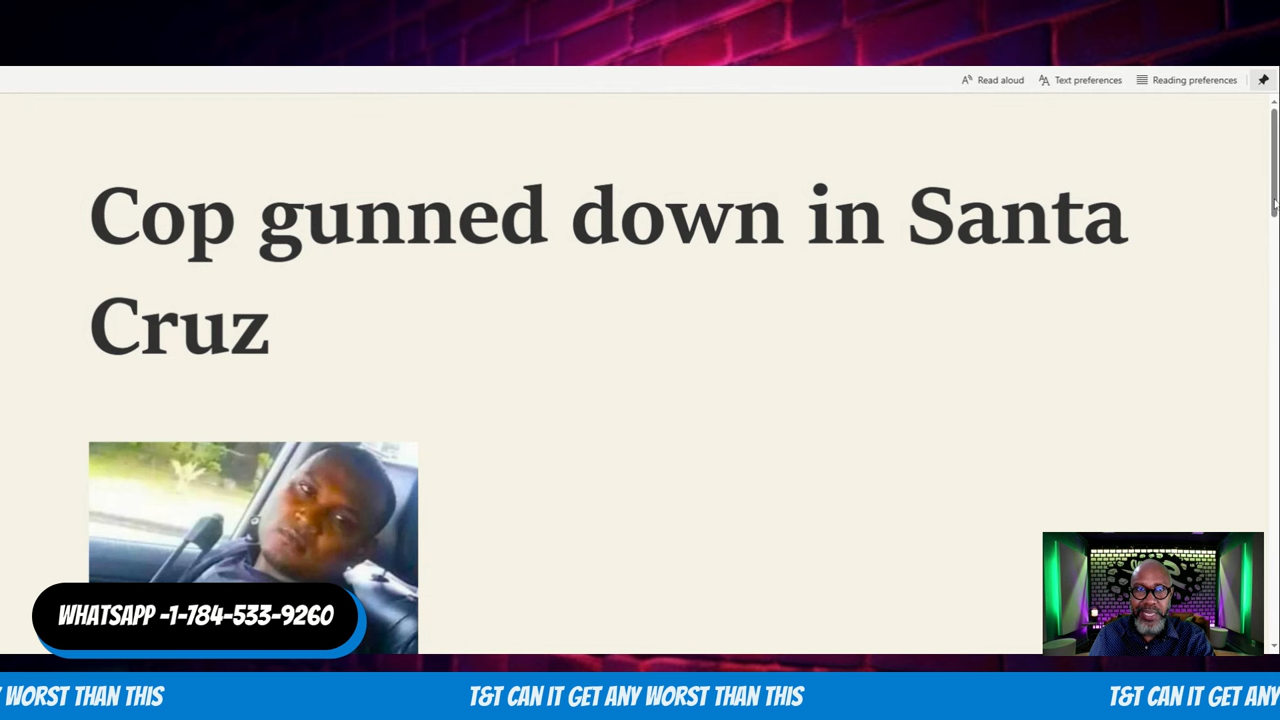 Read aloud
Text preferences
Reading preferences
Cop gunned down in Santa
Cruz
WHATSAPP -1-784-533-9260
Y WORST THAN THIS
T&T CAN IT GET ANY WORST THAN THIS
T&T CAN IT GET ANY